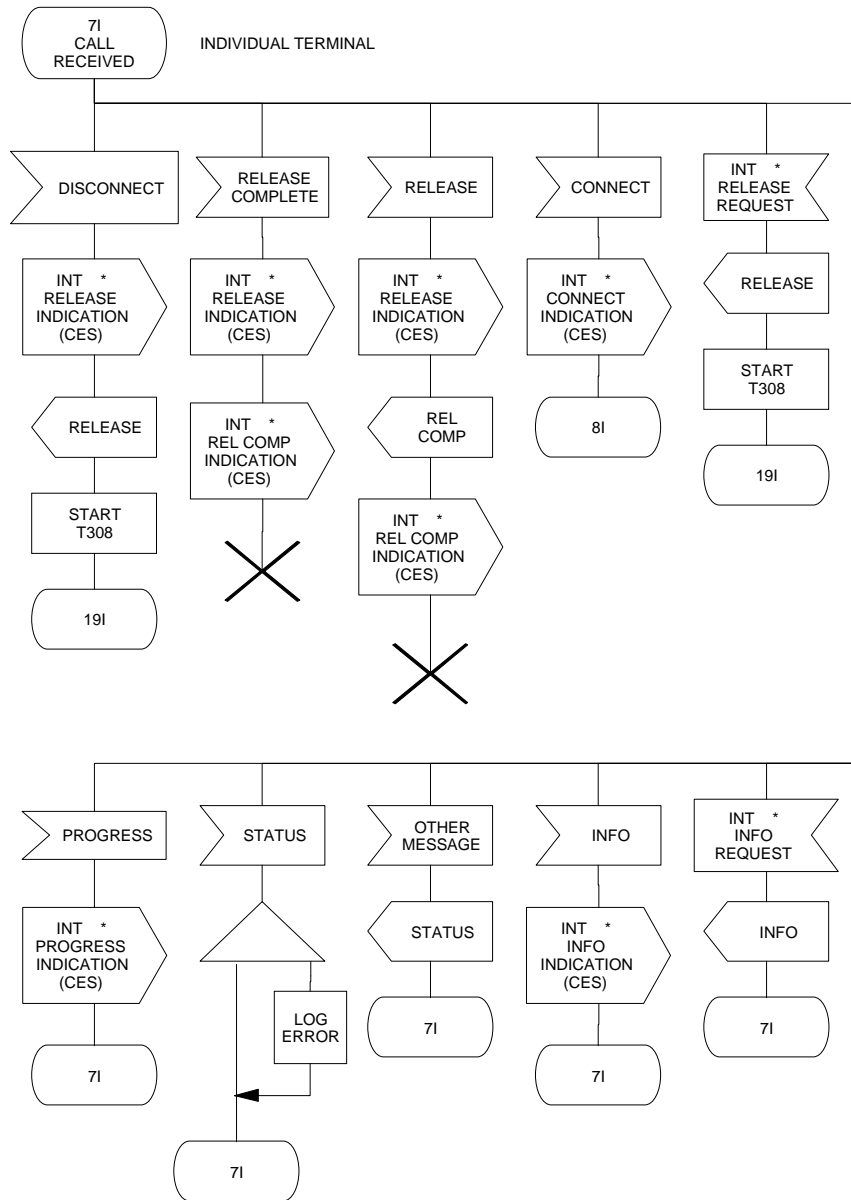 7I
CALL
RECEIVED
INDIVIDUAL TERMINAL
DISCONNECT
RELEASE
COMPLETE
RELEASE
CONNECT
INT *
RELEASE
REQUEST
INT *
RELEASE
INDICATION
(CES)
INT *
RELEASE
INDICATION
(CES)
INT *
RELEASE
INDICATION
(CES)
INT *
CONNECT
INDICATION
(CES)
RELEASE
RELEASE
INT *
REL COMP
INDICATION
(CES)
REL
COMP
8I
START
T308
START
T308
INT *
REL COMP
INDICATION
(CES)
19I
19I
PROGRESS
STATUS
OTHER
MESSAGE
INFO
INT *
INFO
REQUEST
INT *
PROGRESS
INDICATION
(CES)
STATUS
INT *
INFO
INDICATION
(CES)
INFO
LOG
ERROR
7I
7I
7I
7I
7I